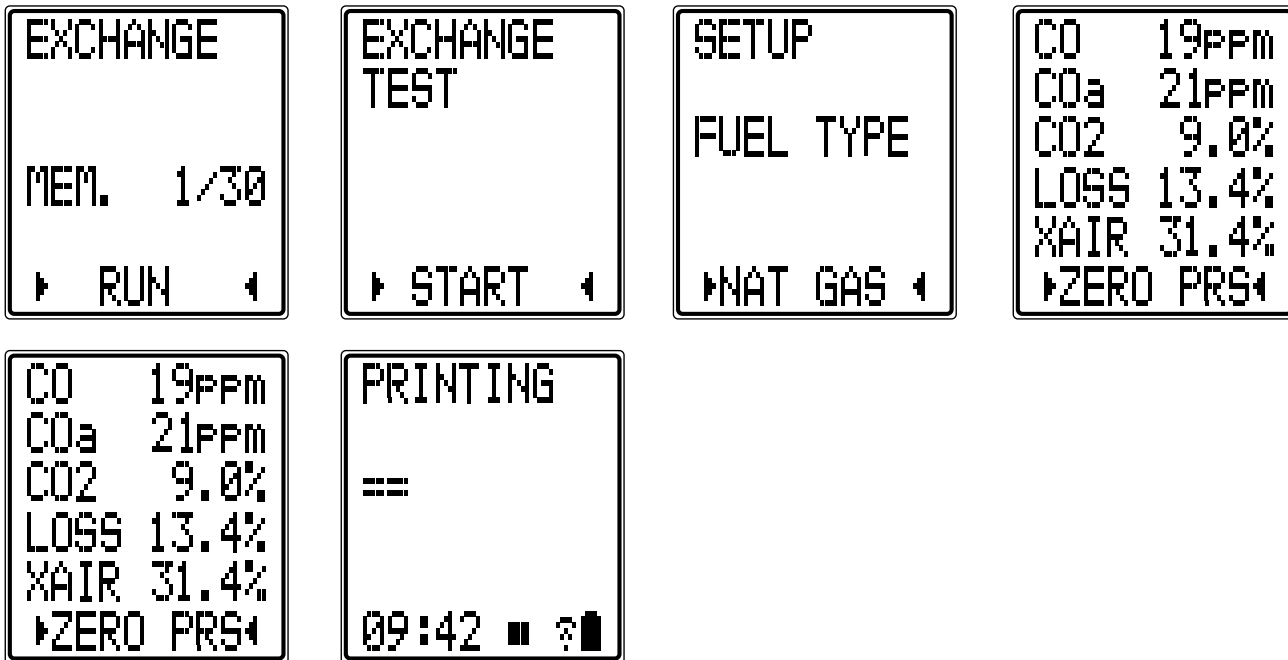 EXCHANGE
MEM. 1/30
RUN
EXCHANGE
TEST
START
SETUP
FUEL TYPE
NAT GAS
CO 19ppm
COa 21ppm
CO2 9.0%
LOSS 13.4%
XAIR 31.4%
ZERO PRS
CO 19ppm
COa 21ppm
CO2 9.0%
LOSS 13.4%
XAIR 31.4%
ZERO PRS
PRINTING
==
09:42